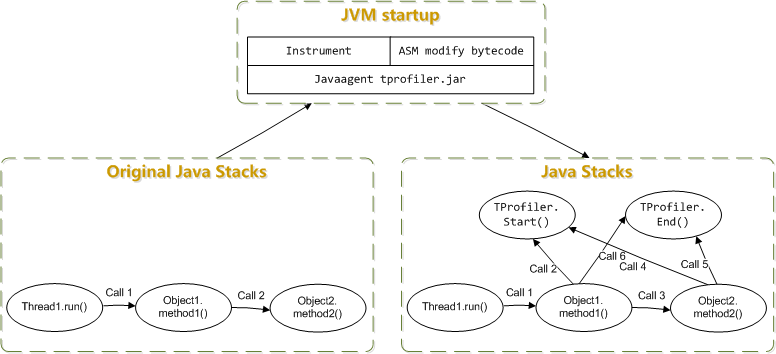 JVM startup
Instrument
ASM modify bytecode
Javaagent tprofiler.jar
Original Java Stacks
Thread1.run()
Call 1
Object1.
method1()
Call 2
Object2.
method2()
Java Stacks
TProfiler.
Start()
TProfiler.
End()
Call 6
Call 2
Call 4
Call 5
Thread1.run()
Call 1
Object1.
method1()
Call 3
Object2.
method2()